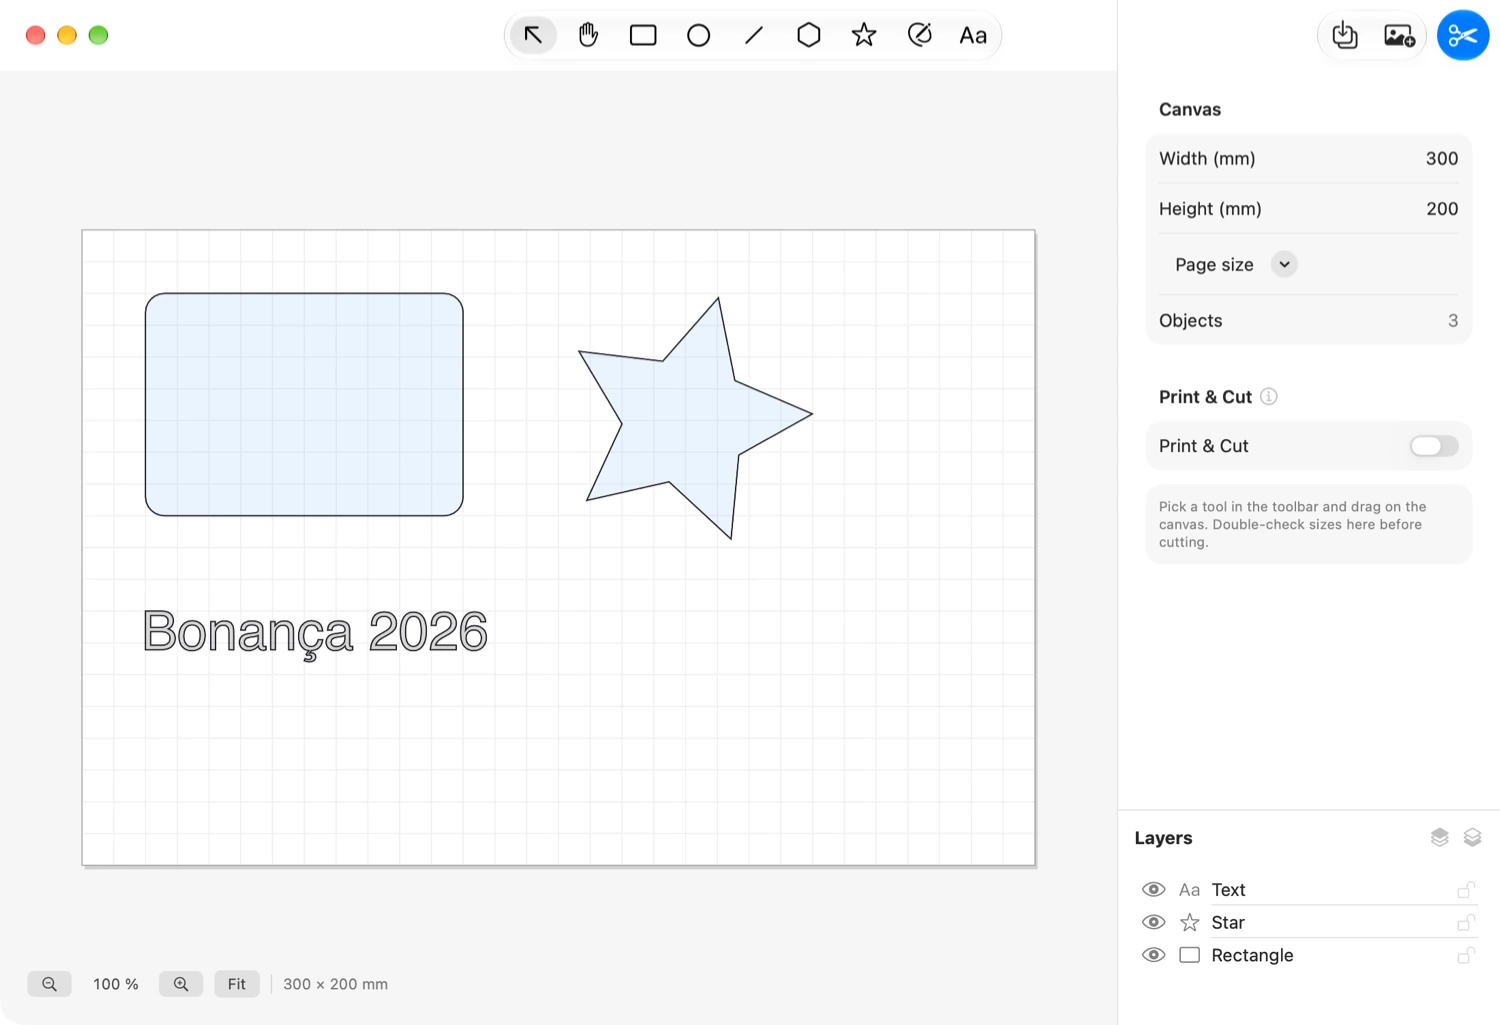 Aa
Canvas
Width (mm) 300
Height (mm) 200
Page size
Objects 3
Print & Cut
Print & Cut
Pick a tool in the toolbar and drag on the
canvas. Double-check sizes here before
cutting.
Bonança 2026
Layers
Aa Text
Star
Rectangle
100 % Fit 300 × 200 mm